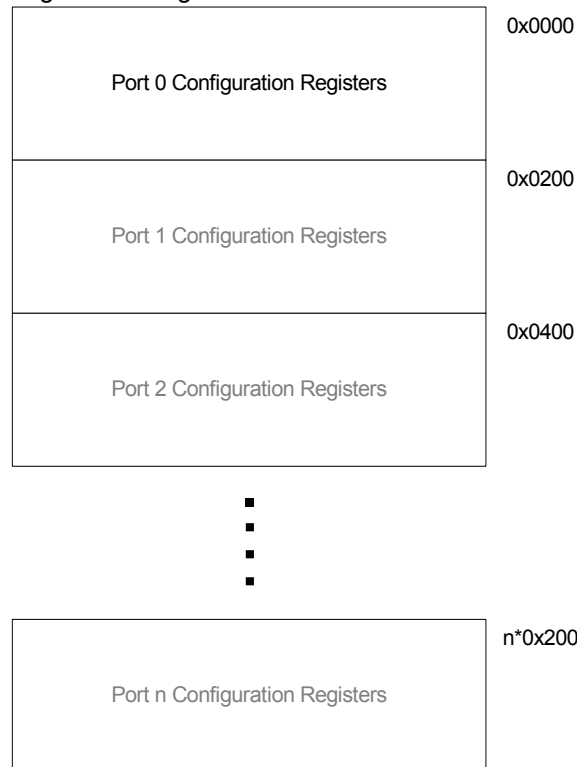 0x0000
Port 0 Configuration Registers
0x0200
Port 1 Configuration Registers
0x0400
Port 2 Configuration Registers
n*0x200
Port n Configuration Registers